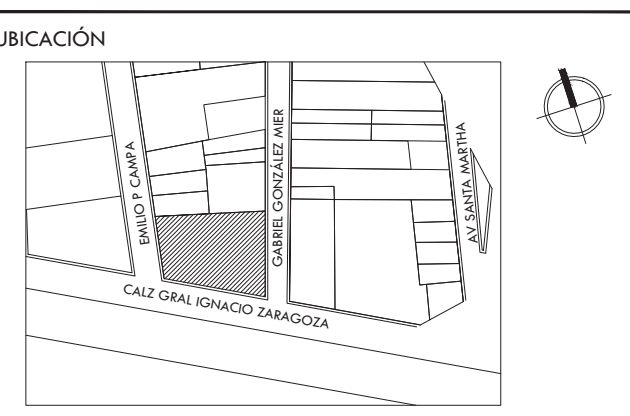 UBICACIÓN
EMILIO P CAMPA
GABRIEL GONZÁLEZ MIER
AV SANTA MARTHA
CALZ GRAL IGNACIO ZARAGOZA